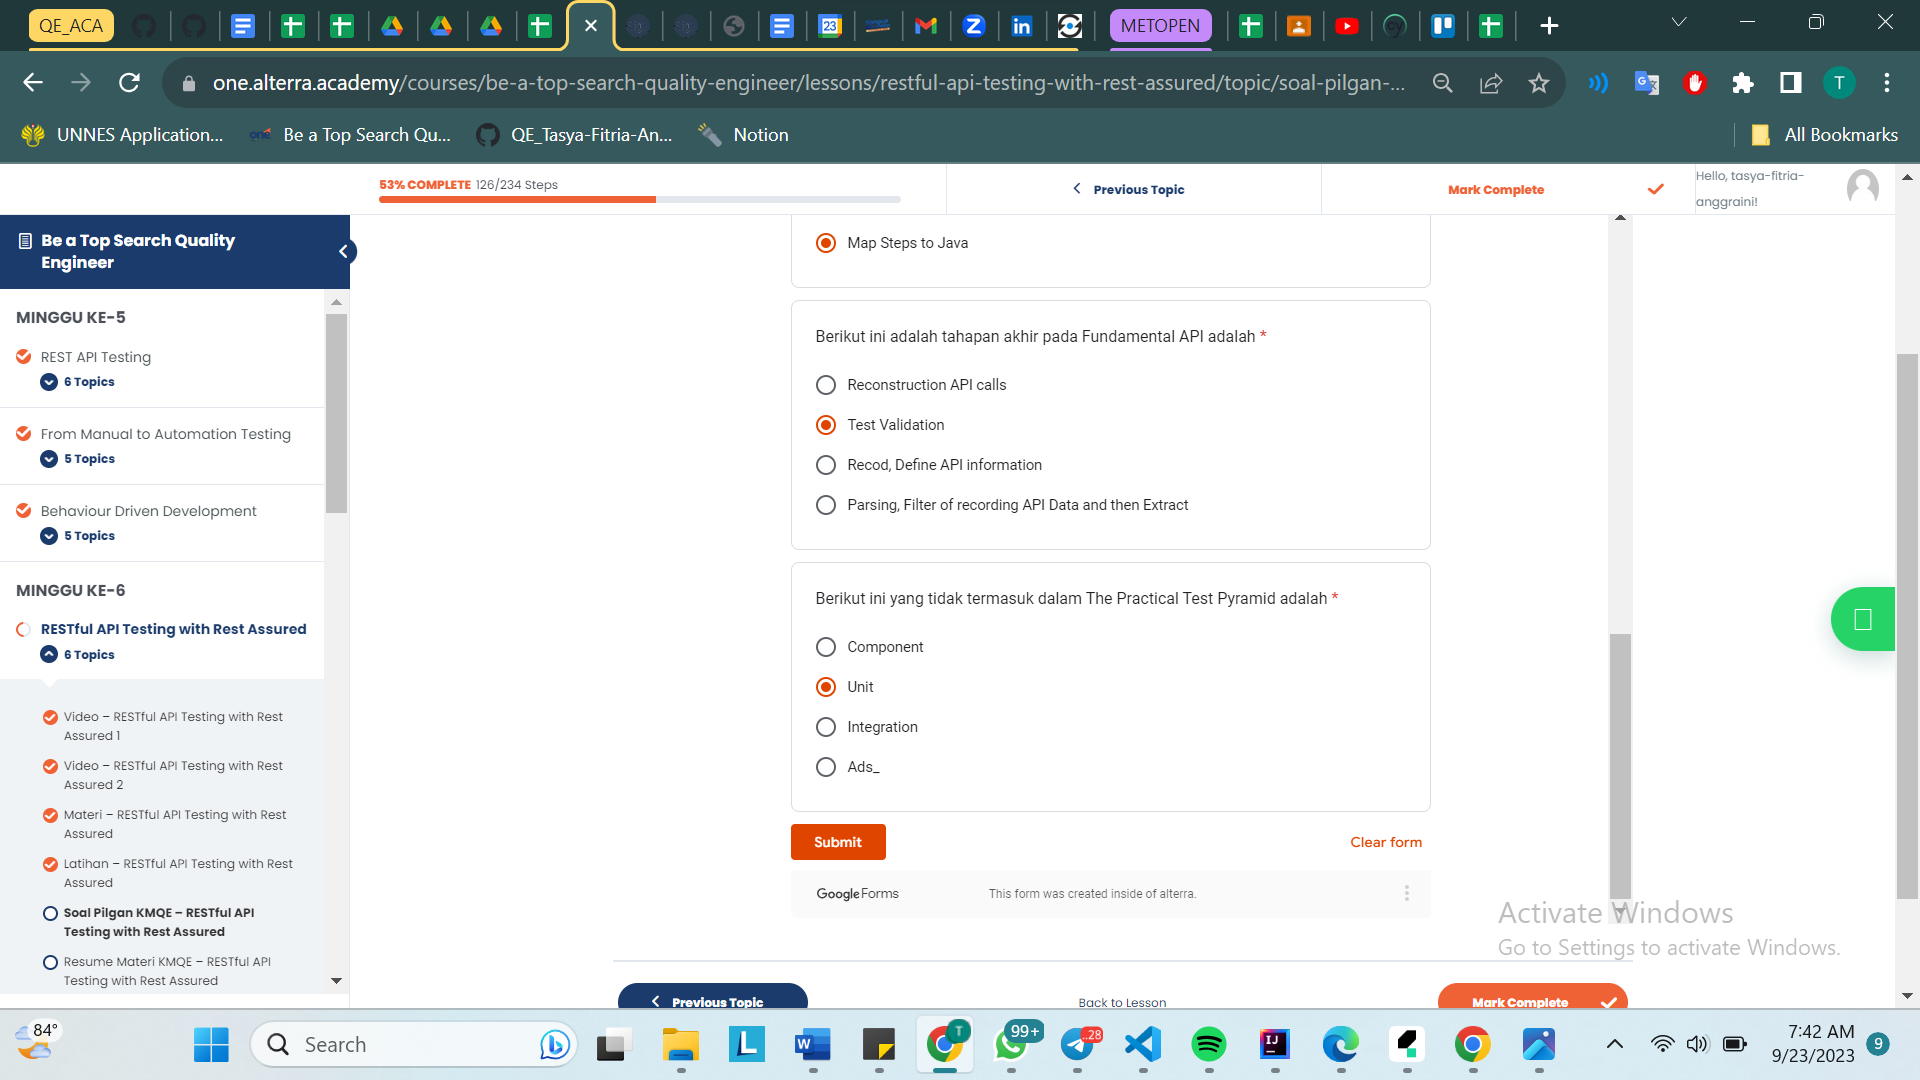 QE_ACA
METOPEN
one.alterra.academy/courses/be-a-top-search-quality-engineer/lessons/restful-api-testing-with-rest-assured/topic/soal-pilgan-...
UNNES Application...
Be a Top Search Qu...
QE_Tasya-Fitria-An...
Notion
All Bookmarks
53% COMPLETE 126/234 Steps
Previous Topic
Mark Complete
Hello, tasya-fitria-
anggraini!
Be a Top Search Quality
Engineer
MINGGU KE-5
REST API Testing
6 Topics
From Manual to Automation Testing
5 Topics
Behaviour Driven Development
5 Topics
MINGGU KE-6
RESTful API Testing with Rest Assured
6 Topics
Video – RESTful API Testing with Rest
Assured 1
Video – RESTful API Testing with Rest
Assured 2
Materi – RESTful API Testing with Rest
Assured
Latihan – RESTful API Testing with Rest
Assured
Soal Pilgan KMQE – RESTful API
Testing with Rest Assured
Resume Materi KMQE – RESTful API
Testing with Rest Assured
Map Steps to Java
Berikut ini adalah tahapan akhir pada Fundamental API adalah *
Reconstruction API calls
Test Validation
Recod, Define API information
Parsing, Filter of recording API Data and then Extract
Berikut ini yang tidak termasuk dalam The Practical Test Pyramid adalah *
Component
Unit
Integration
Ads_
Submit
Clear form
Google Forms
This form was created inside of alterra.
Activate Windows
Go to Settings to activate Windows.
Previous Topic
Back to Lesson
Mark Complete
84°
Search
99+
..28
7:42 AM
9/23/2023
9